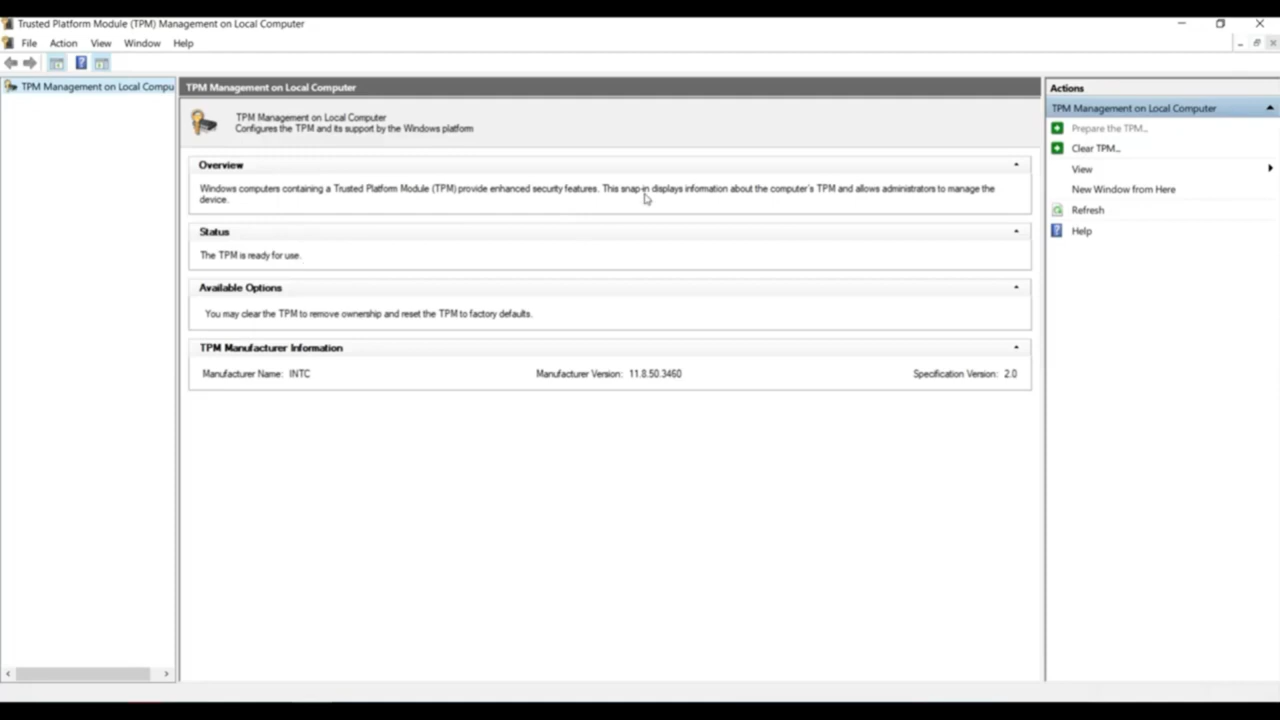 Trusted Platform Module (TPM) Management on Local Computer
File Action View Window Help
TPM Management on Local Compu
TPM Management on Local Computer
TPM Management on Local Computer
Configures the TPM and its support by the Windows platform
Overview
Windows computers containing a Trusted Platform Module (TPM) provide enhanced security features. This snap-in displays information about the computer's TPM and allows administrators to manage the
device.
Status
The TPM is ready for use.
Available Options
You may clear the TPM to remove ownership and reset the TPM to factory defaults.
TPM Manufacturer Information
Manufacturer Name: INTC Manufacturer Version: 11.8.50.3460 Specification Version: 2.0
Actions
TPM Management on Local Computer
Prepare the TPM...
Clear TPM...
View
New Window from Here
Refresh
Help